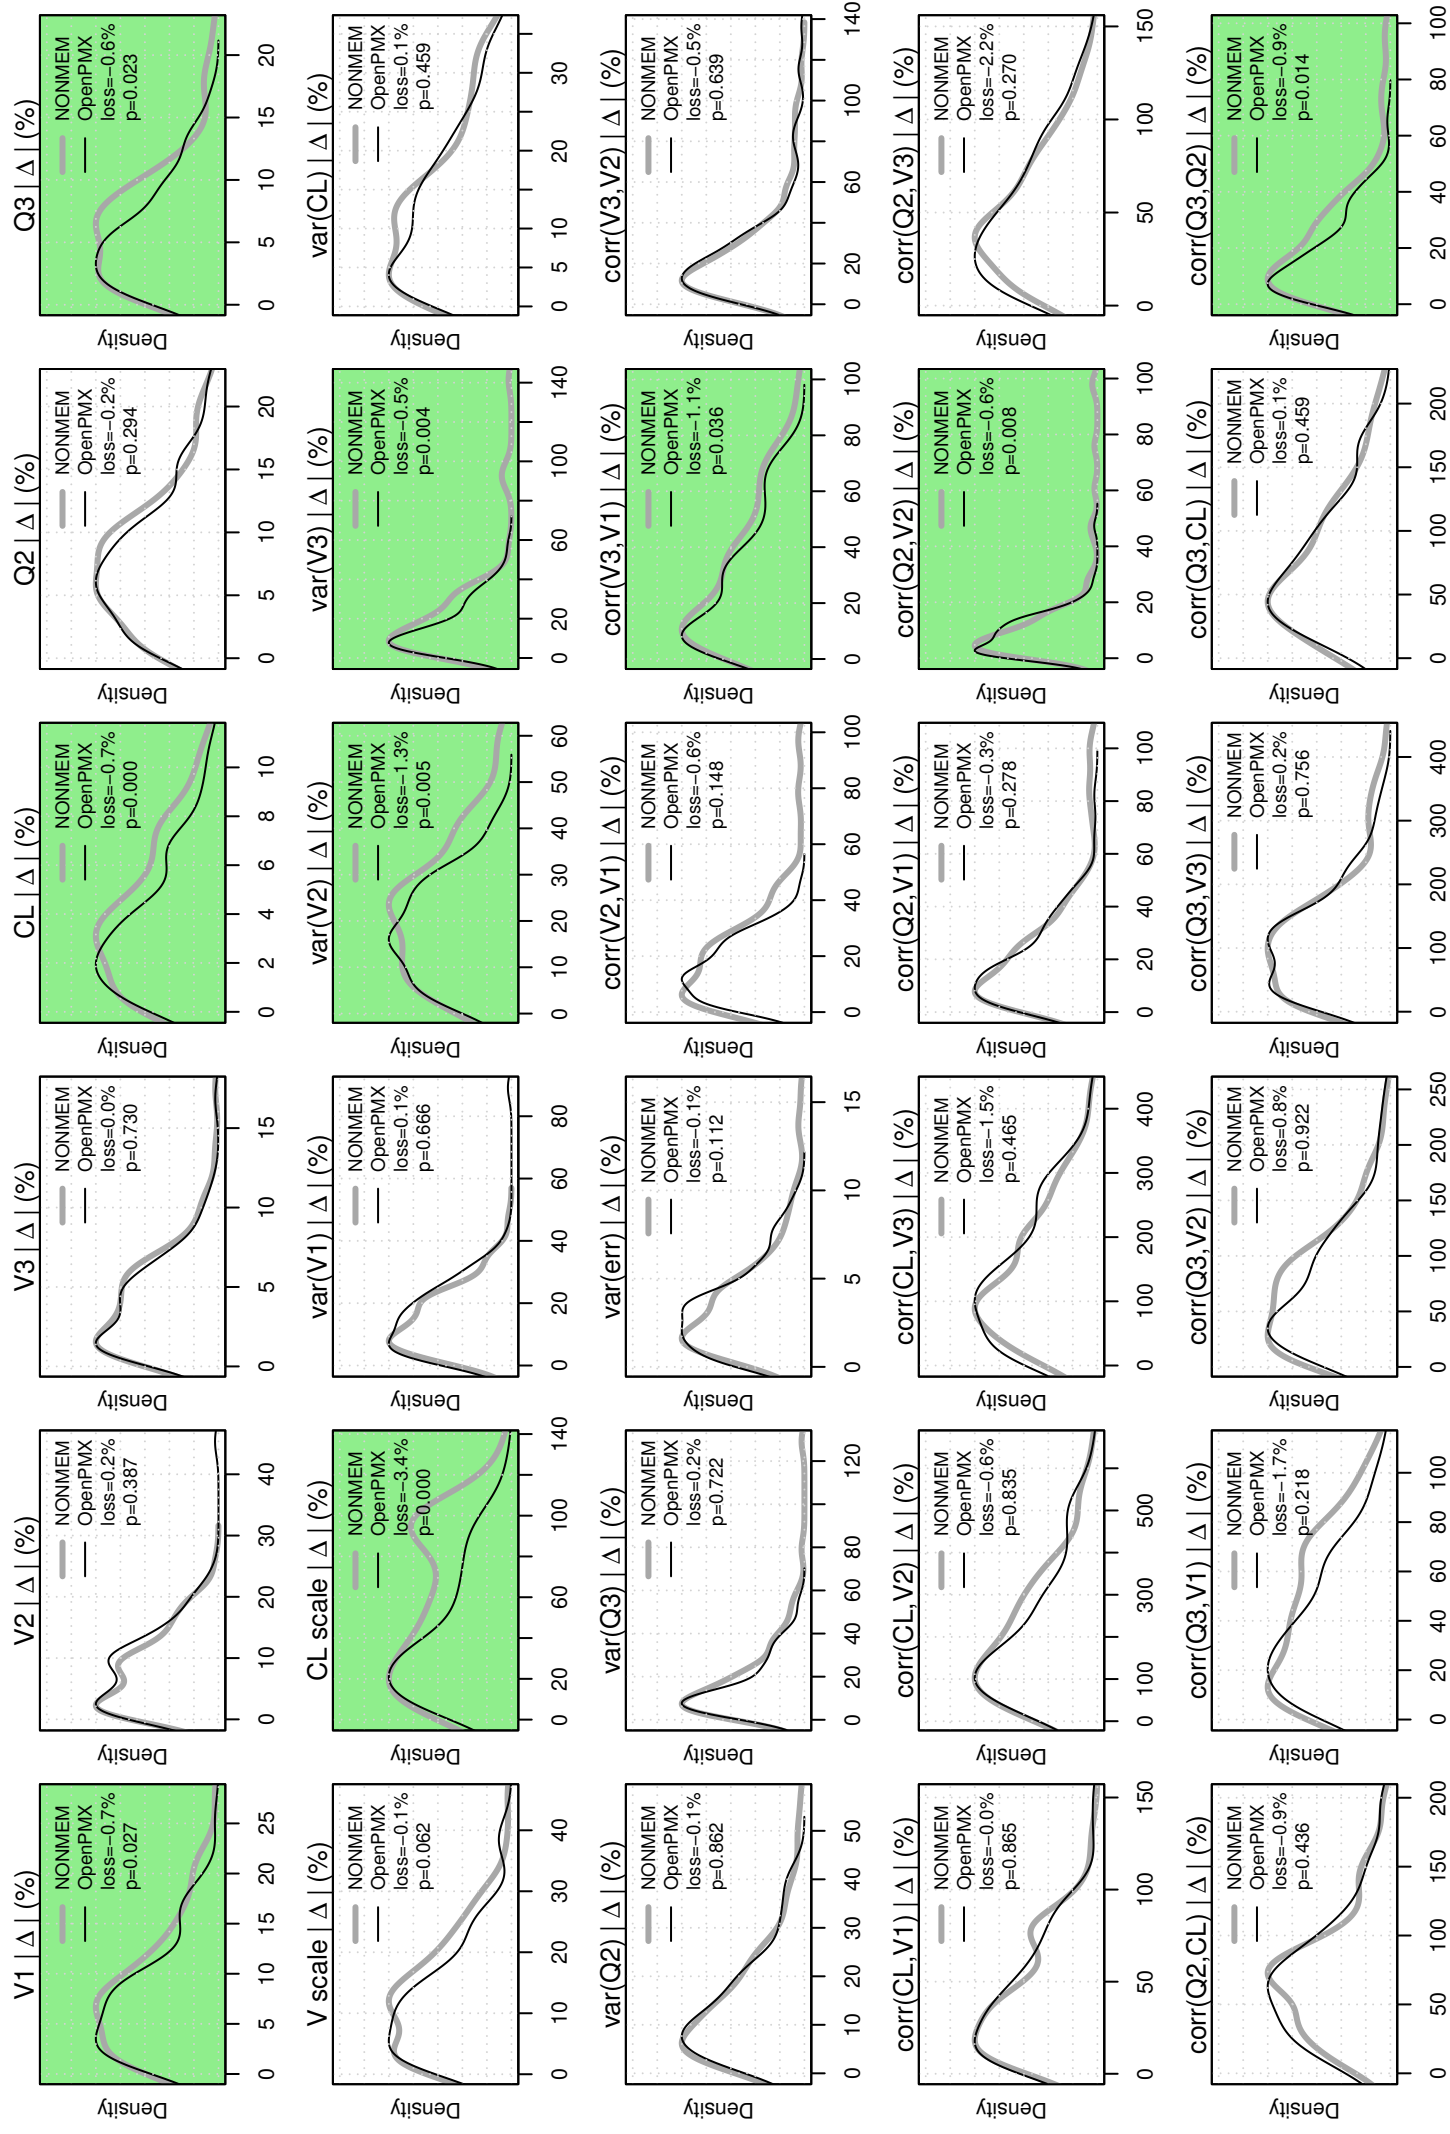 V1 | Δ | (%)
NONMEM
OpenPMX
loss=−0.7%
p=0.027
Density
0 5 10 15 20 25
V2 | Δ | (%)
NONMEM
OpenPMX
loss=0.2%
p=0.387
Density
0 10 20 30 40
V3 | Δ | (%)
NONMEM
OpenPMX
loss=0.0%
p=0.730
Density
0 5 10 15
CL | Δ | (%)
NONMEM
OpenPMX
loss=−0.7%
p=0.000
Density
0 2 4 6 8 10
Q2 | Δ | (%)
NONMEM
OpenPMX
loss=−0.2%
p=0.294
Density
0 5 10 15 20
Q3 | Δ | (%)
NONMEM
OpenPMX
loss=−0.6%
p=0.023
Density
0 5 10 15 20
V scale | Δ | (%)
NONMEM
OpenPMX
loss=−0.1%
p=0.062
Density
0 10 20 30 40
CL scale | Δ | (%)
NONMEM
OpenPMX
loss=−3.4%
p=0.000
Density
0 20 60 100 140
var(V1) | Δ | (%)
NONMEM
OpenPMX
loss=0.1%
p=0.666
Density
0 20 40 60 80
var(V2) | Δ | (%)
NONMEM
OpenPMX
loss=−1.3%
p=0.005
Density
0 10 20 30 40 50 60
var(V3) | Δ | (%)
NONMEM
OpenPMX
loss=−0.5%
p=0.004
Density
0 20 60 100 140
var(CL) | Δ | (%)
NONMEM
OpenPMX
loss=0.1%
p=0.459
Density
0 5 10 20 30
var(Q2) | Δ | (%)
NONMEM
OpenPMX
loss=−0.1%
p=0.862
Density
0 10 20 30 40 50
var(Q3) | Δ | (%)
NONMEM
OpenPMX
loss=0.2%
p=0.722
Density
0 20 40 60 80 120
var(err) | Δ | (%)
NONMEM
OpenPMX
loss=−0.1%
p=0.112
Density
0 5 10 15
corr(V2,V1) | Δ | (%)
NONMEM
OpenPMX
loss=−0.6%
p=0.148
Density
0 20 40 60 80 100
corr(V3,V1) | Δ | (%)
NONMEM
OpenPMX
loss=−1.1%
p=0.036
Density
0 20 40 60 80 100
corr(V3,V2) | Δ | (%)
NONMEM
OpenPMX
loss=−0.5%
p=0.639
Density
0 20 60 100 140
corr(CL,V1) | Δ | (%)
NONMEM
OpenPMX
loss=−0.0%
p=0.865
Density
0 50 100 150
corr(CL,V2) | Δ | (%)
NONMEM
OpenPMX
loss=−0.6%
p=0.835
Density
0 100 300 500
corr(CL,V3) | Δ | (%)
NONMEM
OpenPMX
loss=−1.5%
p=0.465
Density
0 100 200 300 400
corr(Q2,V1) | Δ | (%)
NONMEM
OpenPMX
loss=−0.3%
p=0.278
Density
0 20 40 60 80 100
corr(Q2,V2) | Δ | (%)
NONMEM
OpenPMX
loss=−0.6%
p=0.008
Density
0 20 40 60 80 100
corr(Q2,V3) | Δ | (%)
NONMEM
OpenPMX
loss=−2.2%
p=0.270
Density
0 50 100 150
corr(Q2,CL) | Δ | (%)
NONMEM
OpenPMX
loss=−0.9%
p=0.436
Density
0 50 100 150 200
corr(Q3,V1) | Δ | (%)
NONMEM
OpenPMX
loss=−1.7%
p=0.218
Density
0 20 40 60 80 100
corr(Q3,V2) | Δ | (%)
NONMEM
OpenPMX
loss=0.8%
p=0.922
Density
0 50 100 150 200 250
corr(Q3,V3) | Δ | (%)
NONMEM
OpenPMX
loss=0.2%
p=0.756
Density
0 100 200 300 400
corr(Q3,CL) | Δ | (%)
NONMEM
OpenPMX
loss=0.1%
p=0.459
Density
0 50 100 150 200
corr(Q3,Q2) | Δ | (%)
NONMEM
OpenPMX
loss=−0.9%
p=0.014
Density
0 20 40 60 80 100